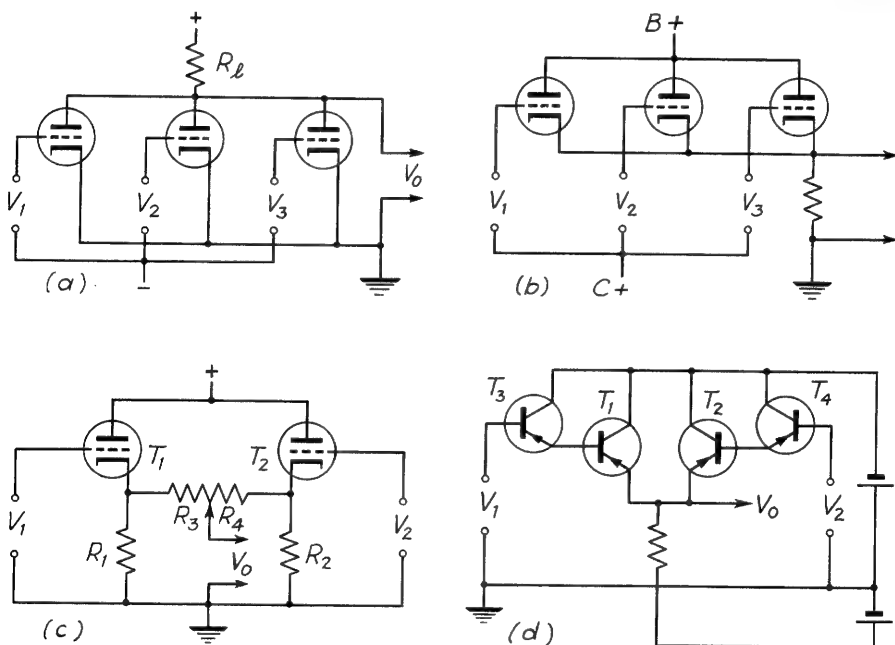 +
R_l
V_1
V_2
V_3
V_0
(a).
−
B+
V_1
V_2
V_3
(b)
C+
+
T_1
T_2
V_1
R_3
R_4
V_2
R_1
V_0
R_2
(c)
T_3
T_1
T_2
T_4
V_1
V_0
V_2
(d)